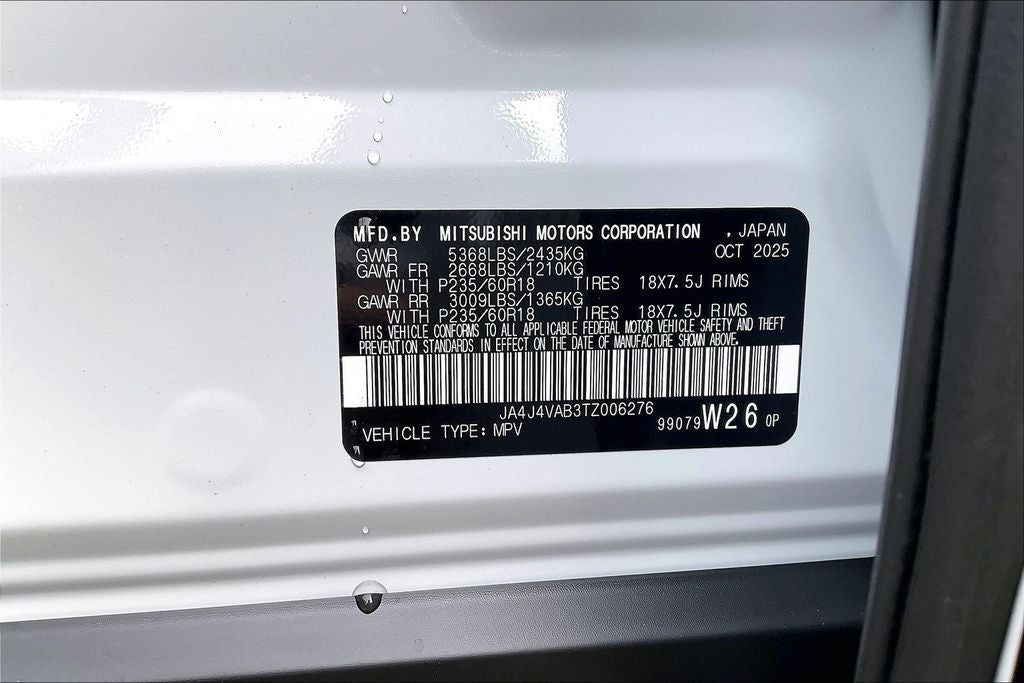 MFD.BY MITSUBISHI MOTORS CORPORATION , JAPAN
OCT 2025
GVWR 5368LBS/2435KG
GAWR FR 2668LBS/1210KG
WITH P235/60R18 TIRES 18X7.5J RIMS
GAWR RR 3009LBS/1365KG
WITH P235/60R18 TIRES 18X7.5J RIMS
THIS VEHICLE CONFORMS TO ALL APPLICABLE FEDERAL MOTOR VEHICLE SAFETY AND THEFT
PREVENTION STANDARDS IN EFFECT ON THE DATE OF MANUFACTURE SHOWN ABOVE.
JA4J4VAB3TZ006276
VEHICLE TYPE: MPV 99079 W26 0P